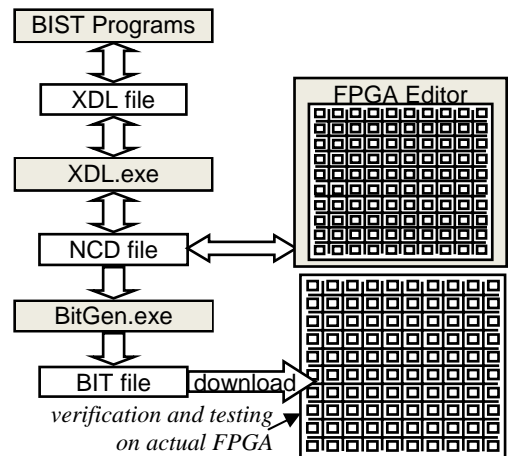 BIST Programs
XDL file
FPGA Editor
XDL.exe
NCD file
BitGen.exe
BIT file
download
verification and testing
on actual FPGA